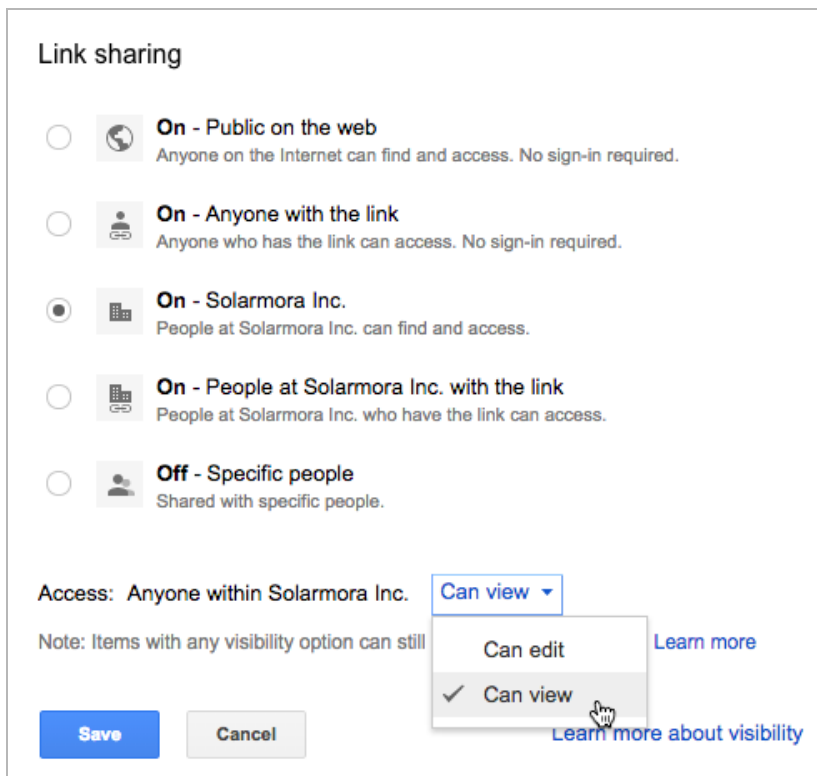 Link sharing
On - Public on the web
Anyone on the Internet can find and access. No sign-in required.
On - Anyone with the link
Anyone who has the link can access. No sign-in required.
On - Solarmora Inc.
People at Solarmora Inc. can find and access.
On - People at Solarmora Inc. with the link
People at Solarmora Inc. who have the link can access.
Off - Specific people
Shared with specific people.
Access: Anyone within Solarmora Inc. Can view
Note: Items with any visibility option can still Learn more
Can edit
Can view
Save Cancel Learn more about visibility